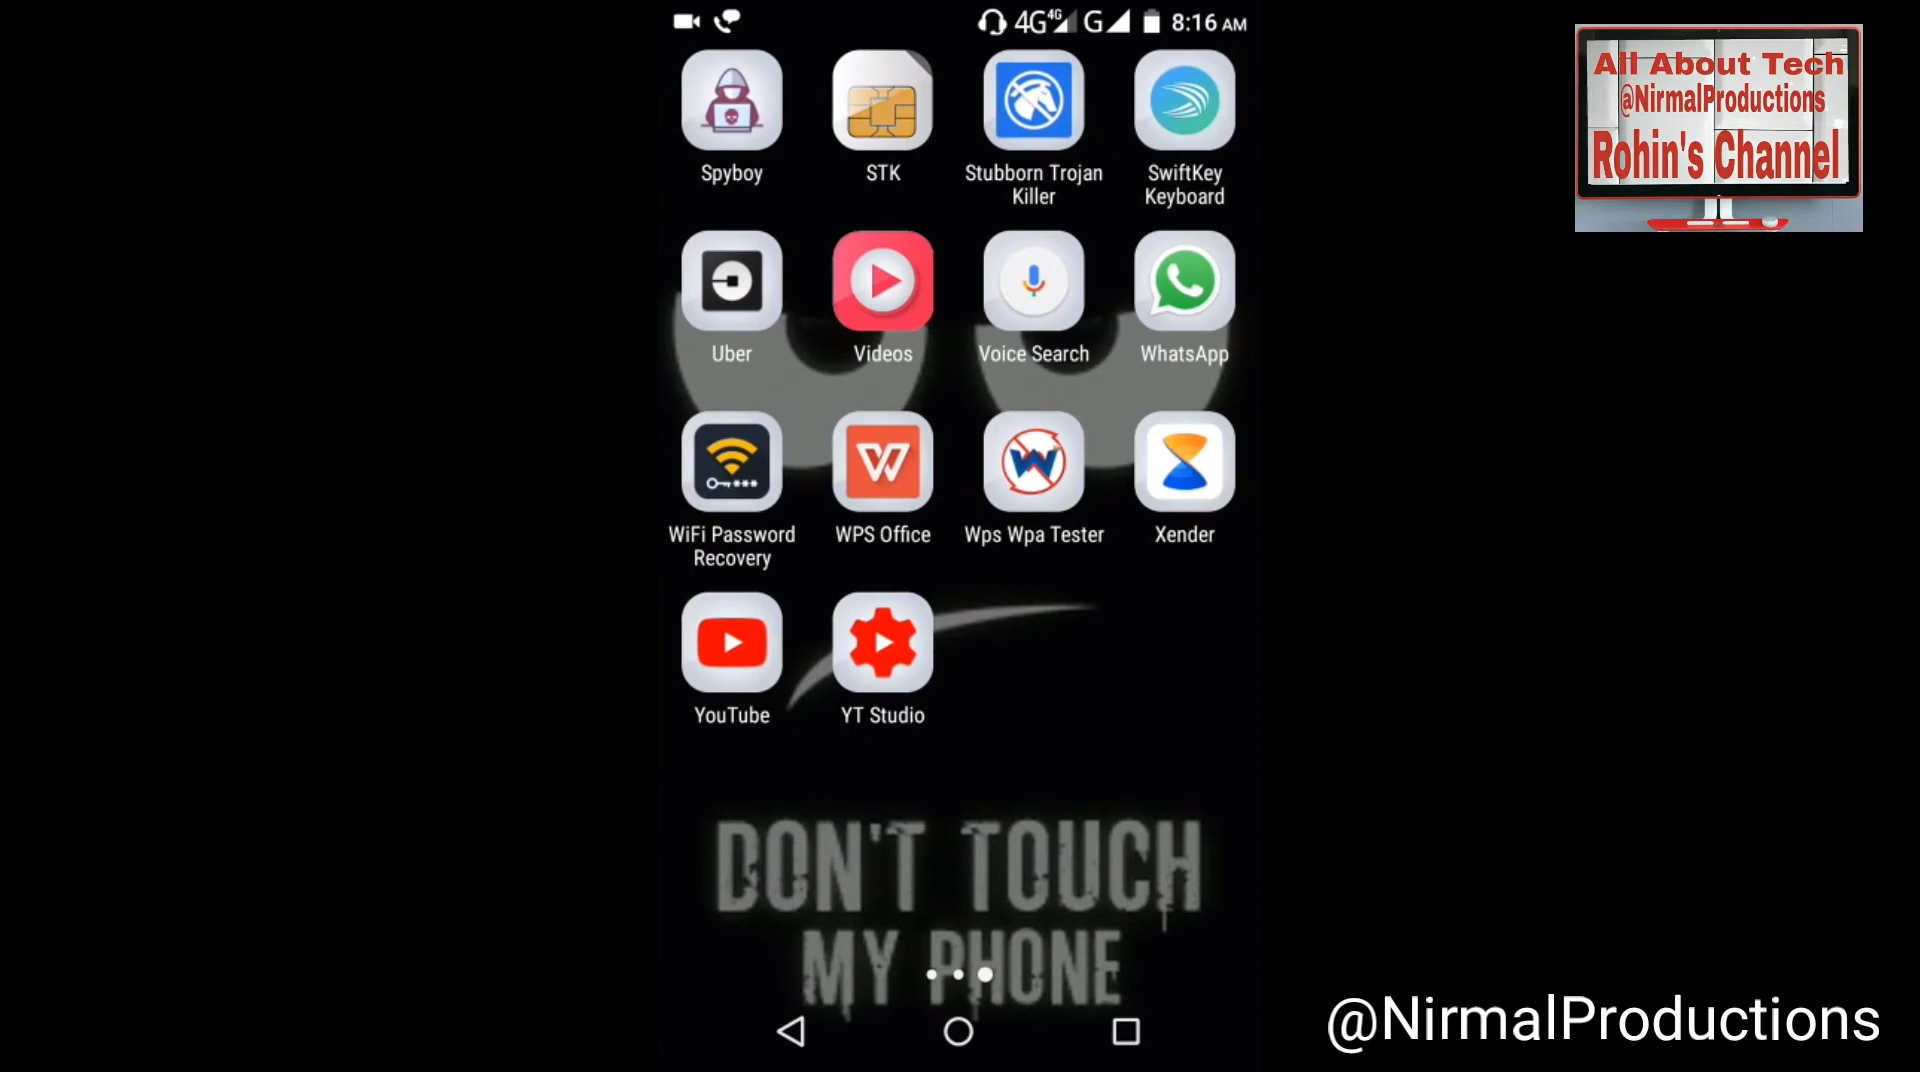 4G 4G G 8:16 AM
All About Tech
@NirmalProductions
Rohin's Channel
Spyboy
STK
Stubborn Trojan
Killer
SwiftKey
Keyboard
Uber
Videos
Voice Search
WhatsApp
WiFi Password
Recovery
WPS Office
Wps Wpa Tester
Xender
YouTube
YT Studio
DON'T TOUCH
MY PHONE
@NirmalProductions